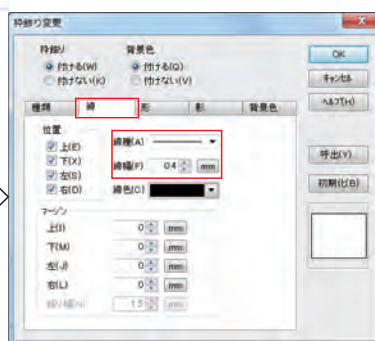 枠飾り変更
枠飾り 背景色
付ける(W) 付ける(Q)
付けない(K) 付けない(V)
OK
キャンセル
ヘルプ(H)
呼出(Y)
初期化(B)
種類 線 形 影 背景色
位置
上(E)
下(X)
左(S)
右(D)
線種(A)
線幅(F) 0.4 mm
線色(C)
マージン
上(I) 0 mm
下(M) 0 mm
左(J) 0 mm
右(L) 0 mm
飾り幅(N) 1.5 mm